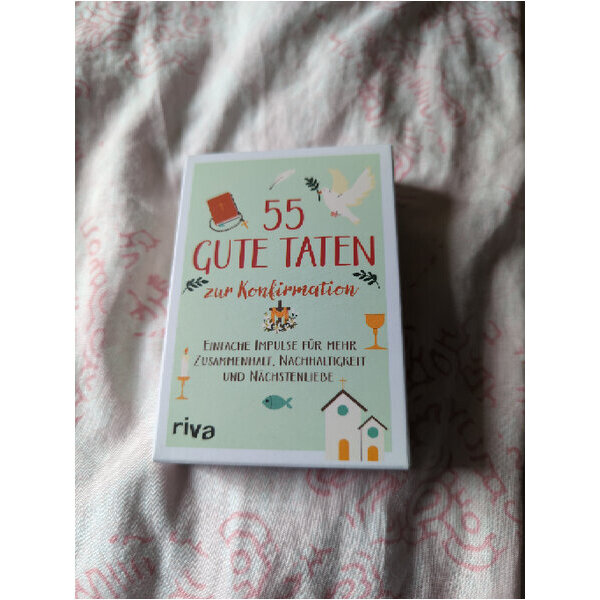 55
GUTE TATEN
zur Konfirmation
EINFACHE IMPULSE FÜR MEHR
ZUSAMMENHALT, NACHHALTIGKEIT
UND NÄCHSTENLIEBE
riva